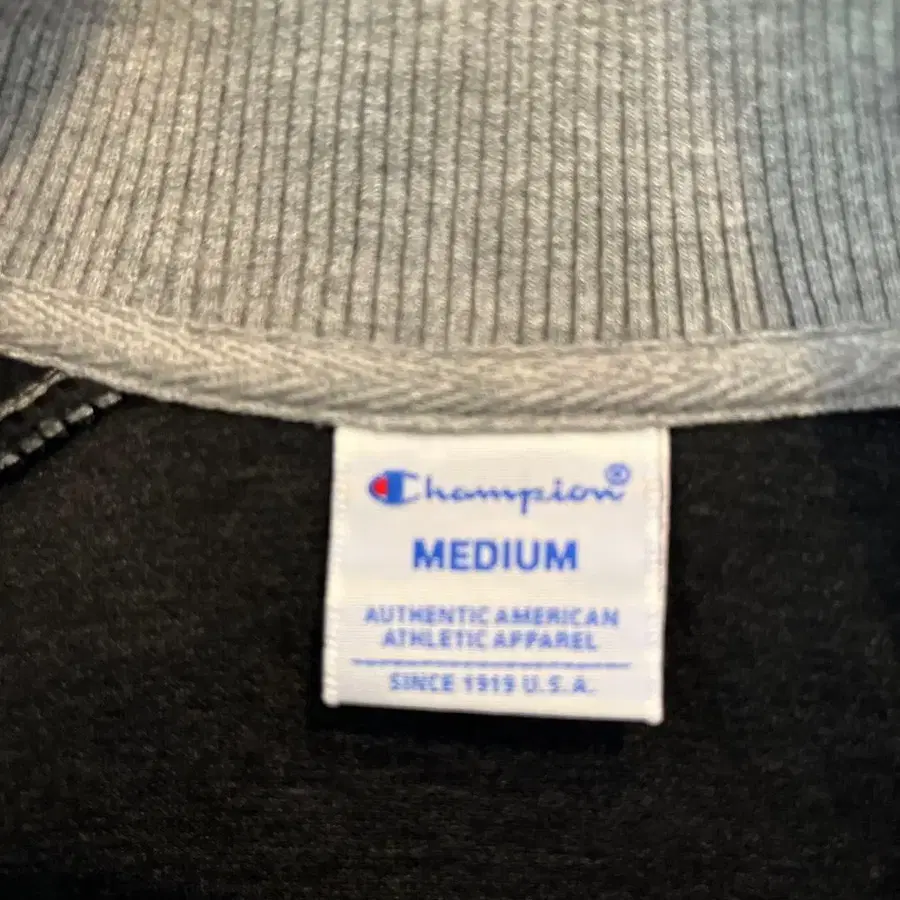 Champion®
MEDIUM
AUTHENTIC AMERICAN
ATHLETIC APPAREL
SINCE 1919 U.S.A.